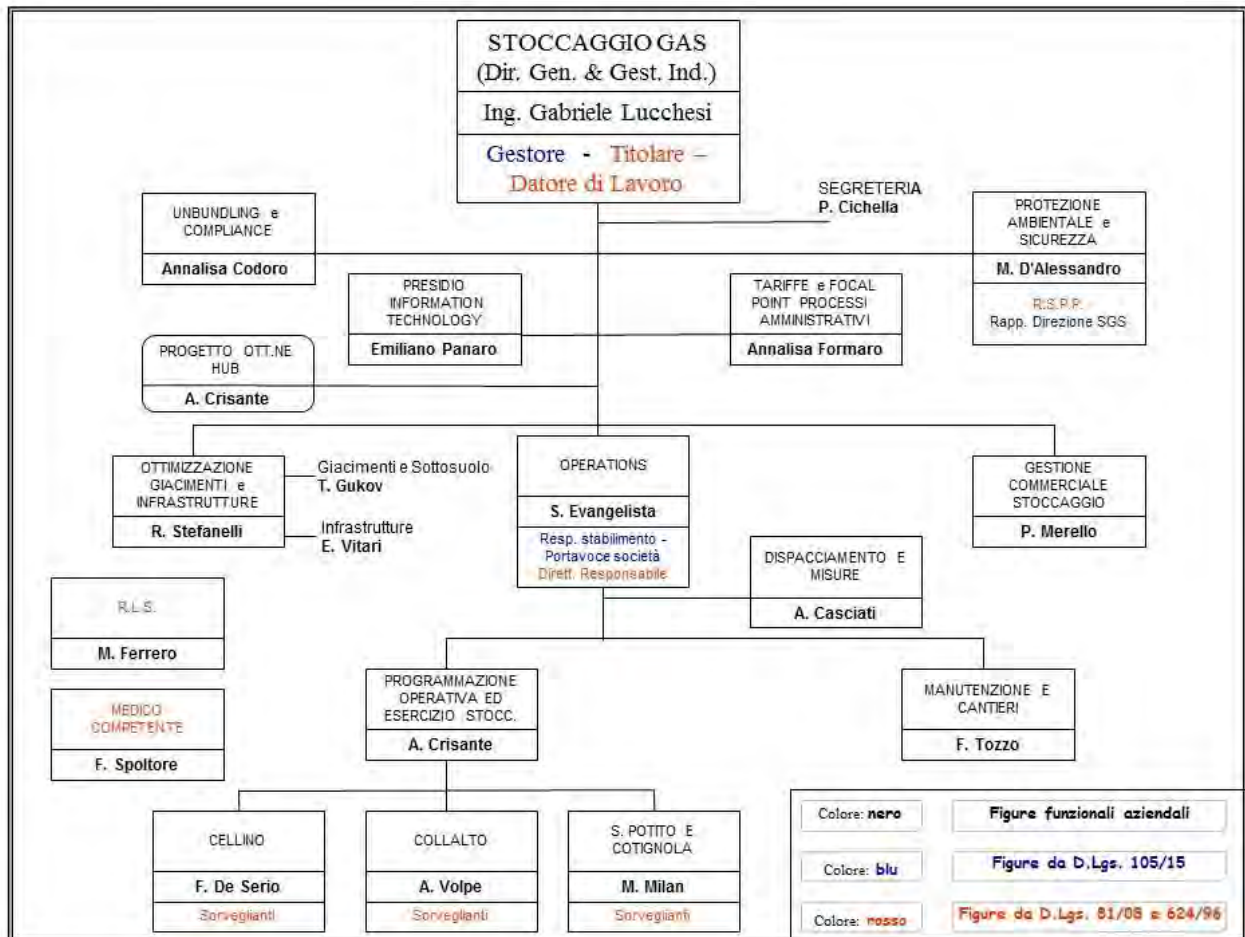 STOCCAGGIO GAS
(Dir. Gen. & Gest. Ind.)
Ing. Gabriele Lucchesi
Gestore - Titolare –
Datore di Lavoro
SEGRETERIA
P. Cichella
UNBUNDLING e
COMPLIANCE
Annalisa Codoro
PROTEZIONE
AMBIENTALE e
SICUREZZA
M. D'Alessandro
R.S.P.P.
Rapp. Direzione SGS
PRESIDIO
INFORMATION
TECHNOLOGY
Emiliano Panaro
TARIFFE e FOCAL
POINT PROCESSI
AMMINISTRATIVI
Annalisa Formaro
PROGETTO OTT.NE
HUB
A. Crisante
OTTIMIZZAZIONE
GIACIMENTI e
INFRASTRUTTURE
R. Stefanelli
Giacimenti e Sottosuolo
T. Gukov
Infrastrutture
E. Vitari
OPERATIONS
S. Evangelista
Resp. stabilimento -
Portavoce società
Dirett. Responsabile
GESTIONE
COMMERCIALE
STOCCAGGIO
P. Merello
DISPACCIAMENTO E
MISURE
A. Casciati
R.L.S.
M. Ferrero
MEDICO
COMPETENTE
F. Spoltore
PROGRAMMAZIONE
OPERATIVA ED
ESERCIZIO STOCC.
A. Crisante
MANUTENZIONE E
CANTIERI
F. Tozzo
CELLINO
F. De Serio
Sorveglianti
COLLALTO
A. Volpe
Sorveglianti
S. POTITO E
COTIGNOLA
M. Milan
Sorveglianti
Colore: nero
Figure funzionali aziendali
Colore: blu
Figure da D.Lgs. 105/15
Colore: rosso
Figure da D.Lgs. 81/08 e 624/96